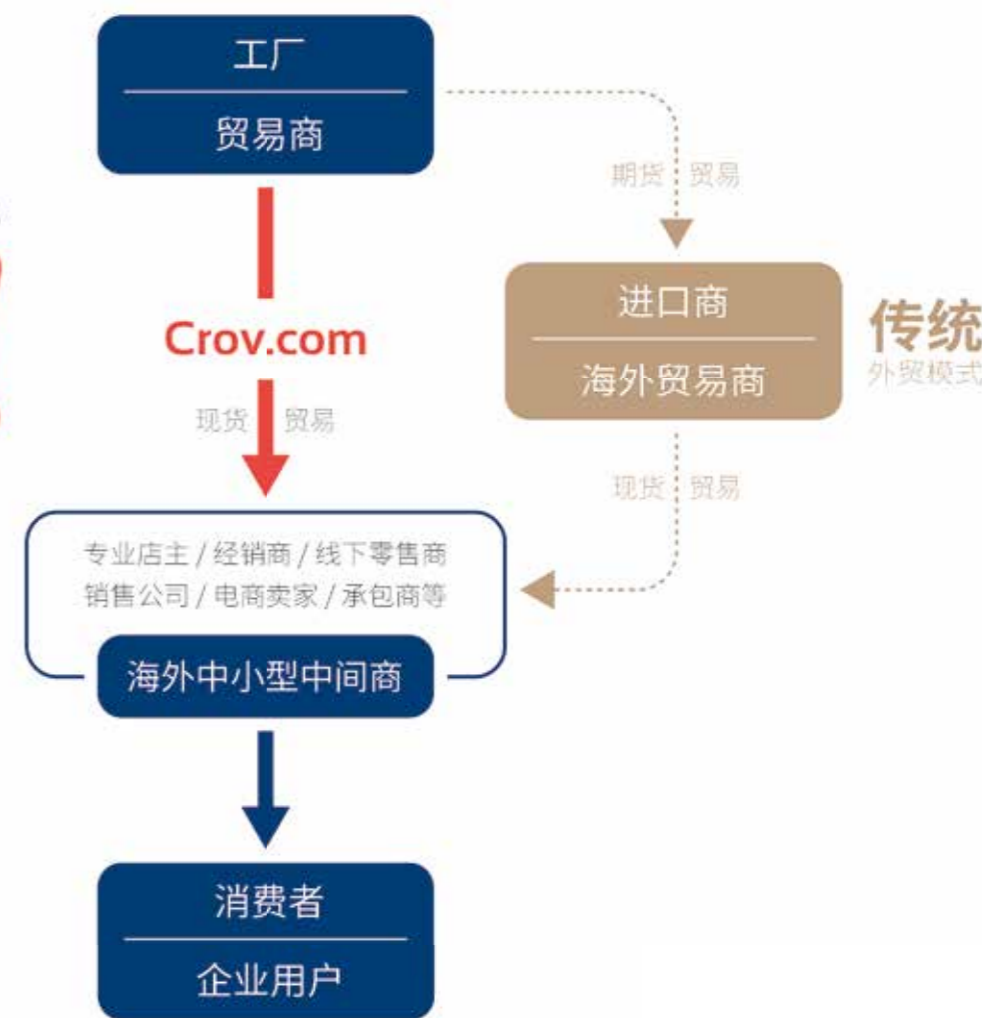 工厂
贸易商
期货 贸易
进口商
海外贸易商
传统
外贸模式
Crov.com
现货 贸易
现货 贸易
专业店主 / 经销商 / 线下零售商
销售公司 / 电商卖家 / 承包商等
海外中小型中间商
消费者
企业用户